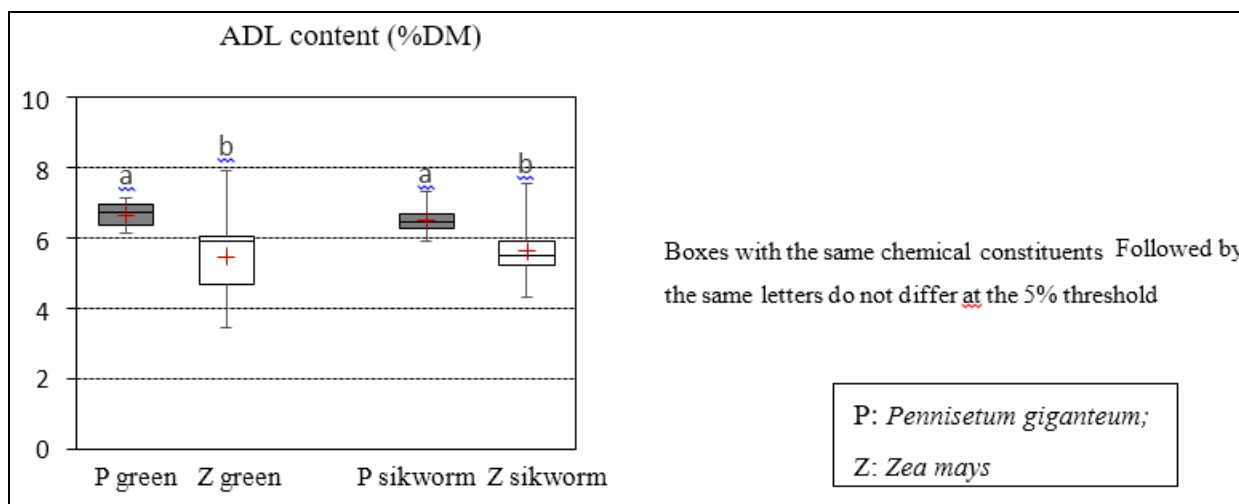 ADL content (%DM)
10
8
6
4
2
0
a
b
a
b
P green Z green P sikworm Z sikworm
Boxes with the same chemical constituents Followed by
the same letters do not differ at the 5% threshold
P: Pennisetum giganteum;
Z: Zea mays